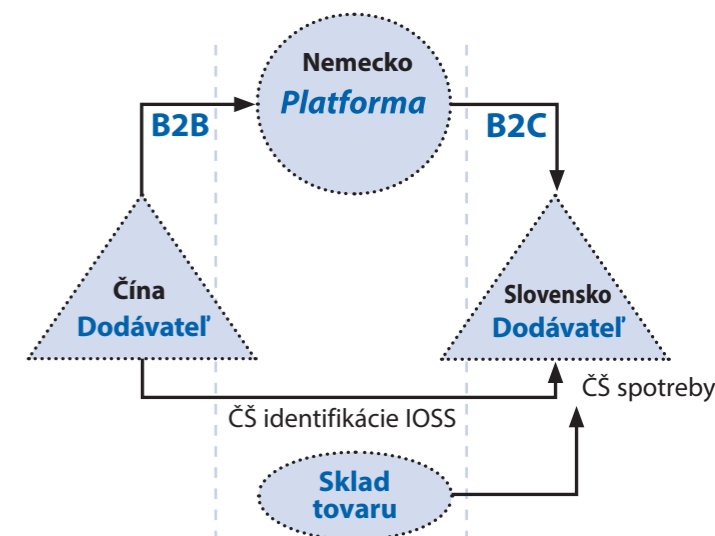 Nemecko
Platforma
B2B
B2C
Čína
Dodávateľ
Slovensko
Dodávateľ
ČŠ spotreby
ČŠ identifikácie IOSS
Sklad
tovaru